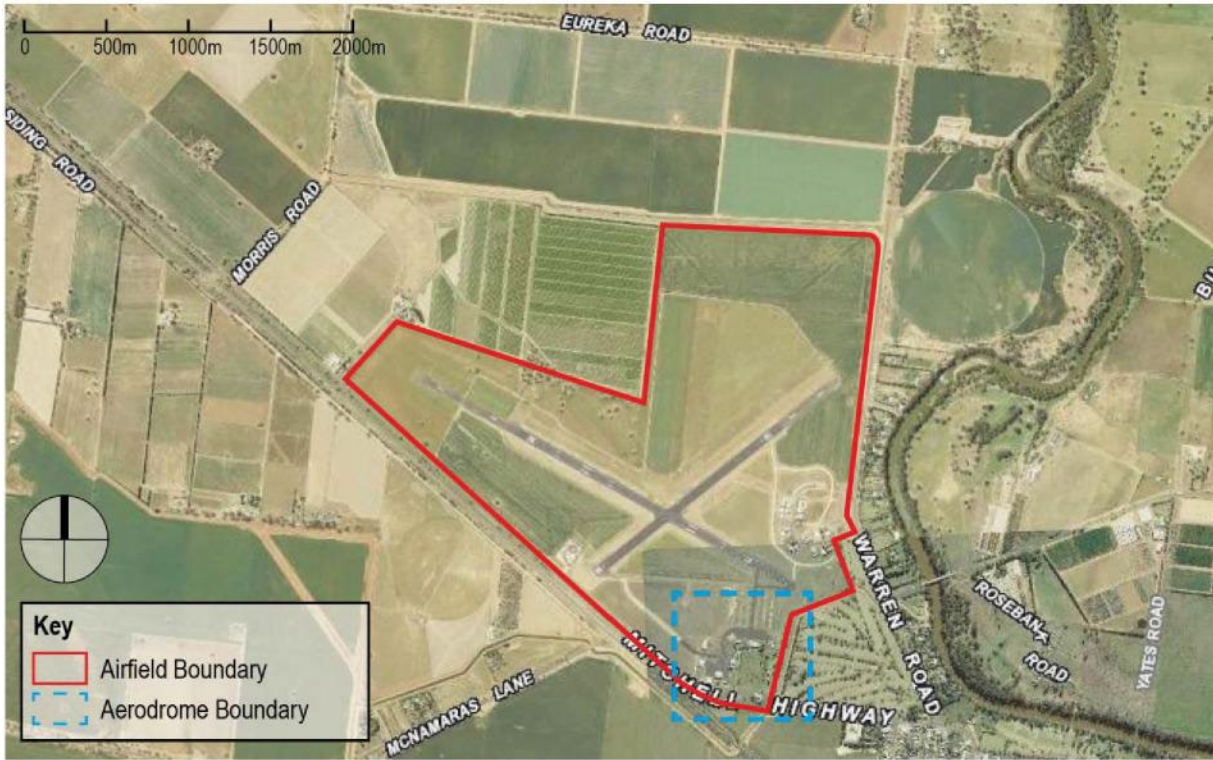 EUREKA ROAD
0 500m 1000m 1500m 2000m
SIDING ROAD
MORRIS ROAD
WARREN ROAD
ROSEBANK ROAD
YATES ROAD
MITCHELL HIGHWAY
MCNAMARAS LANE
Key
Airfield Boundary
Aerodrome Boundary